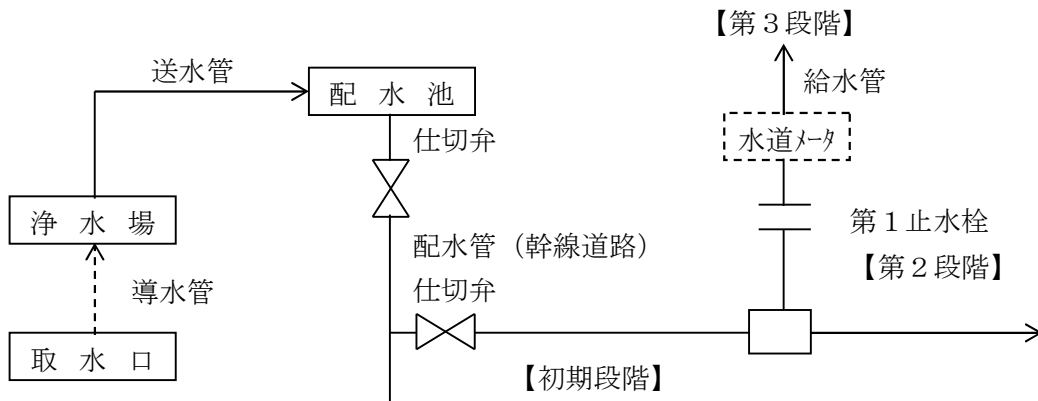 【第３段階】
送水管
給水管
配 水 池
仕切弁
水道ﾒｰﾀ
浄 水 場
第１止水栓
配水管（幹線道路）
【第２段階】
仕切弁
導水管
取 水 口
【初期段階】